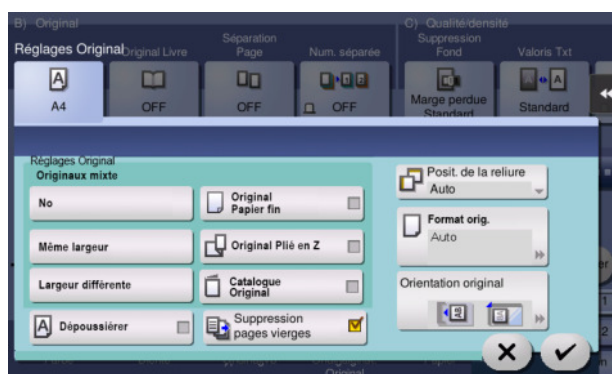 B) Original
C) Qualité/densité
Réglages Original
Original Livre
Séparation
Page
Num. séparée
Suppression
Fond
Valoris Txt
A4
OFF
OFF
OFF
Marge perdue
Standard
Standard
Réglages Original
Originaux mixte
No
Même largeur
Largeur différente
Original
Papier fin
Original Plié en Z
Catalogue
Original
Dépoussiérer
Suppression
pages vierges
Posit. de la reliure
Auto
Format orig.
Auto
Orientation original
Original